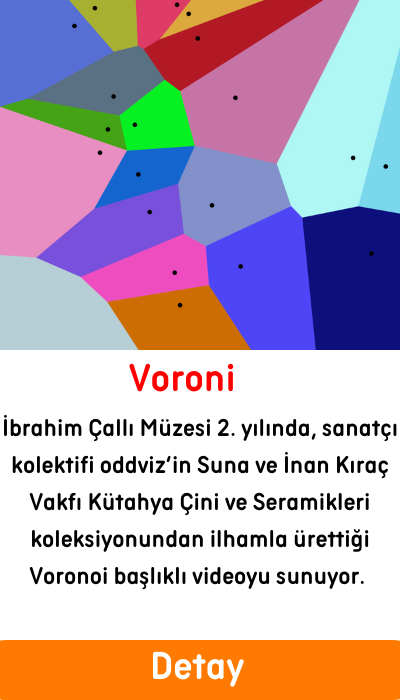 Voroni
İbrahim Çallı Müzesi 2. yılında, sanatçı
kolektifi oddviz’in Suna ve İnan Kıraç
Vakfı Kütahya Çini ve Seramikleri
koleksiyonundan ilhamla ürettiği
Voronoi başlıklı videoyu sunuyor.
Detay